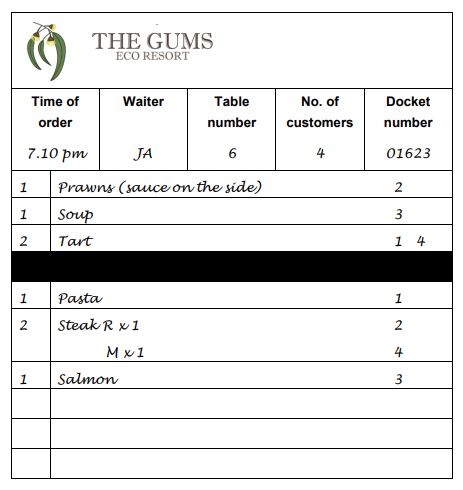 THE GUMS
ECO RESORT
Time of order Waiter Table number No. of customers Docket number
7.10 pm JA 6 4 01623
1 Prawns (sauce on the side) 2
1 Soup 3
2 Tart 1 4
1 Pasta 1
2 Steak R x 1 2
M x 1 4
1 Salmon 3